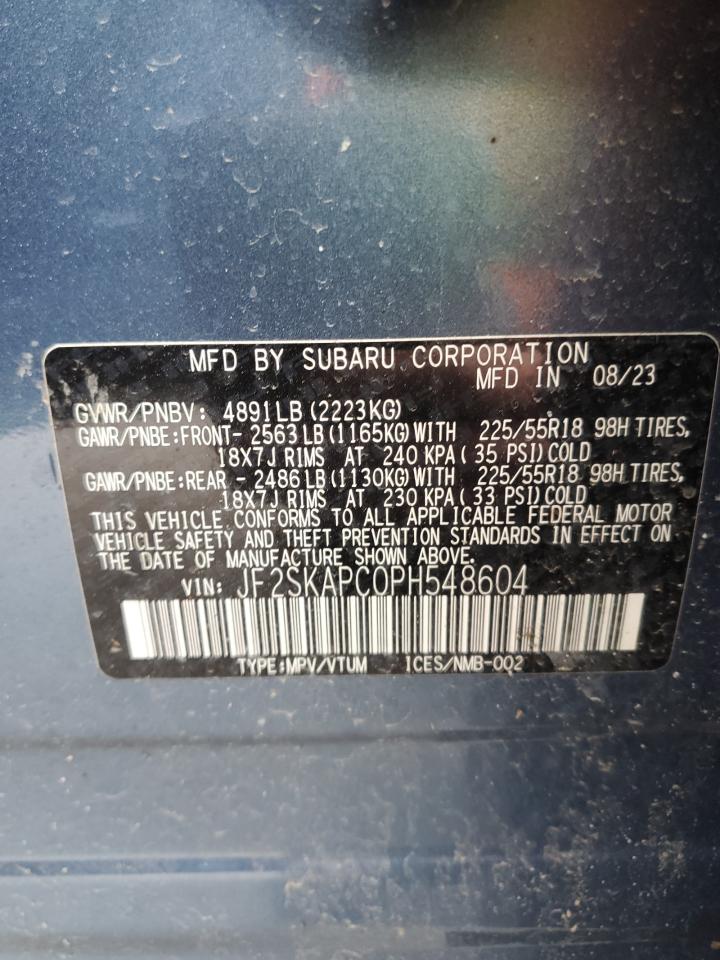 MFD BY SUBARU CORPORATION
MFD IN 08/23
GVWR/PNBV: 4891LB(2223KG)
GAWR/PNBE:FRONT- 2563LB(1165KG)WITH 225/55R18 98H TIRES,
18X7J RIMS AT 240 KPA( 35 PSI)COLD
GAWR/PNBE:REAR - 2486LB(1130KG)WITH 225/55R18 98H TIRES,
18X7J RIMS AT 230 KPA( 33 PSI)COLD
THIS VEHICLE CONFORMS TO ALL APPLICABLE FEDERAL MOTOR
VEHICLE SAFETY AND THEFT PREVENTION STANDARDS IN EFFECT ON
THE DATE OF MANUFACTURE SHOWN ABOVE.
VIN: JF2SKAPC0PH548604
TYPE:MPV/VTUM 1CES/NMB-002